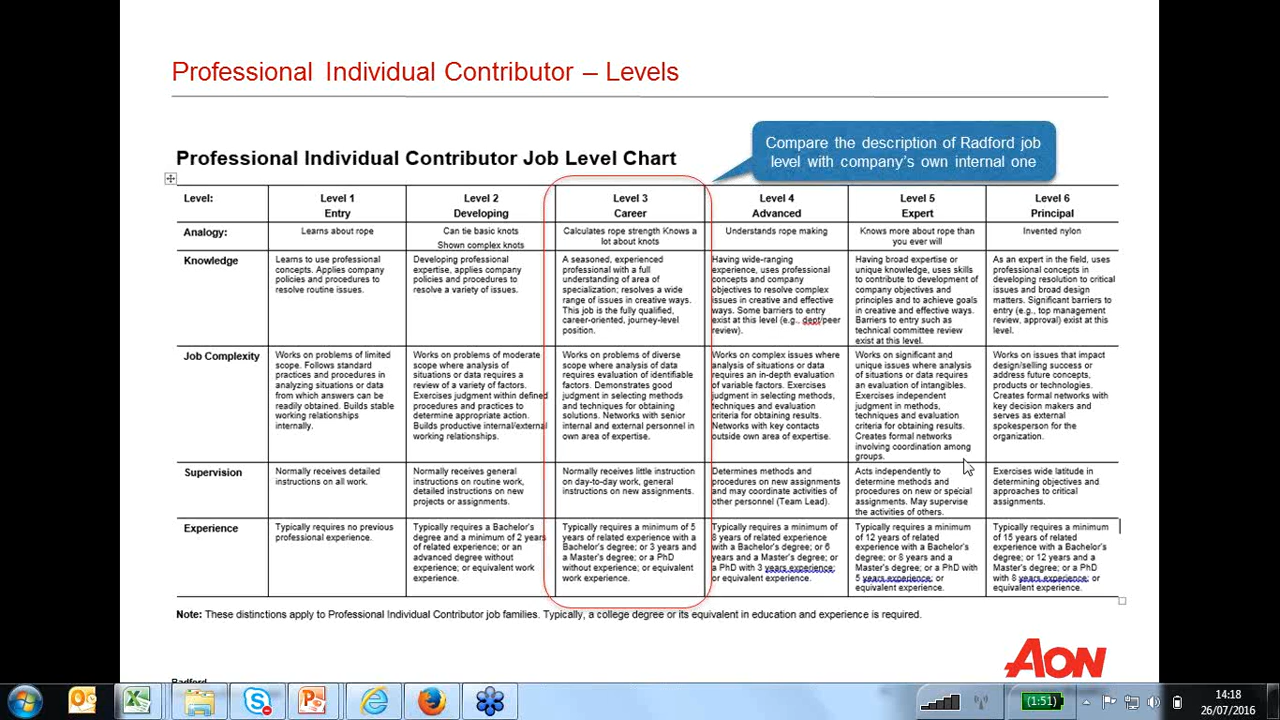 Professional Individual Contributor – Levels
Compare the description of Radford job
level with company's own internal one
Professional Individual Contributor Job Level Chart
Level:
Level 1
Entry
Level 2
Developing
Level 3
Career
Level 4
Advanced
Level 5
Expert
Level 6
Principal
Analogy:
Learns about rope
Can tie basic knots
Shown complex knots
Calculates rope strength Knows a
lot about knots
Understands rope making
Knows more about rope than
you ever will
Invented nylon
Knowledge
Learns to use professional
concepts. Applies company
policies and procedures to
resolve routine issues.
Developing professional
expertise, applies company
policies and procedures to
resolve a variety of issues.
A seasoned, experienced
professional with a full
understanding of area of
specialization; resolves a wide
range of issues in creative ways.
This job is the fully qualified,
career-oriented, journey-level
position.
Having wide-ranging
experience, uses professional
concepts and company
objectives to resolve complex
issues in creative and effective
ways. Some barriers to entry
exist at this level (e.g., dept/peer
review).
Having broad expertise or
unique knowledge, uses skills
to contribute to development of
company objectives and
principles and to achieve goals
in creative and effective ways.
Barriers to entry such as
technical committee review
exist at this level.
As an expert in the field, uses
professional concepts in
developing resolution to critical
issues and broad design
matters. Significant barriers to
entry (e.g., top management
review, approval) exist at this
level.
Job Complexity
Works on problems of limited
scope. Follows standard
practices and procedures in
analyzing situations or data
from which answers can be
readily obtained. Builds stable
working relationships
internally.
Works on problems of moderate
scope where analysis of
situations or data requires a
review of a variety of factors.
Exercises judgment within defined
procedures and practices to
determine appropriate action.
Builds productive internal/external
working relationships.
Works on problems of diverse
scope where analysis of data
requires evaluation of identifiable
factors. Demonstrates good
judgment in selecting methods
and techniques for obtaining
solutions. Networks with senior
internal and external personnel in
own area of expertise.
Works on complex issues where
analysis of situations or data
requires an in-depth evaluation
of variable factors. Exercises
judgment in selecting methods,
techniques and evaluation
criteria for obtaining results.
Networks with key contacts
outside own area of expertise.
Works on significant and
unique issues where analysis
of situations or data requires
an evaluation of intangibles.
Exercises independent
judgment in methods,
techniques and evaluation
criteria for obtaining results.
Creates formal networks
involving coordination among
groups.
Works on issues that impact
design/selling success or
address future concepts,
products or technologies.
Creates formal networks with
key decision makers and
serves as external
spokesperson for the
organization.
Supervision
Normally receives detailed
instructions on all work.
Normally receives general
instructions on routine work,
detailed instructions on new
projects or assignments.
Normally receives little instruction
on day-to-day work, general
instructions on new assignments.
Determines methods and
procedures on new assignments
and may coordinate activities of
other personnel (Team Lead).
Acts independently to
determine methods and
procedures on new or special
assignments. May supervise
the activities of others.
Exercises wide latitude in
determining objectives and
approaches to critical
assignments.
Experience
Typically requires no previous
professional experience.
Typically requires a Bachelor's
degree and a minimum of 2 years
of related experience; or an
advanced degree without
experience; or equivalent work
experience.
Typically requires a minimum of 5
years of related experience with a
Bachelor's degree; or 3 years and
a Master's degree; or a PhD
without experience; or equivalent
work experience.
Typically requires a minimum of
8 years of related experience
with a Bachelor's degree; or 6
years and a Master's degree; or
a PhD with 3 years experience;
or equivalent experience.
Typically requires a minimum
of 12 years of related
experience with a Bachelor's
degree; or 8 years and a
Master's degree; or a PhD with
5 years experience; or
equivalent experience.
Typically requires a minimum
of 15 years of related
experience with a Bachelor's
degree; or 12 years and a
Master's degree; or a PhD
with 8 years experience; or
equivalent experience.
Note: These distinctions apply to Professional Individual Contributor job families. Typically, a college degree or its equivalent in education and experience is required.
AON
Radford
(1:51)
14:18
26/07/2016